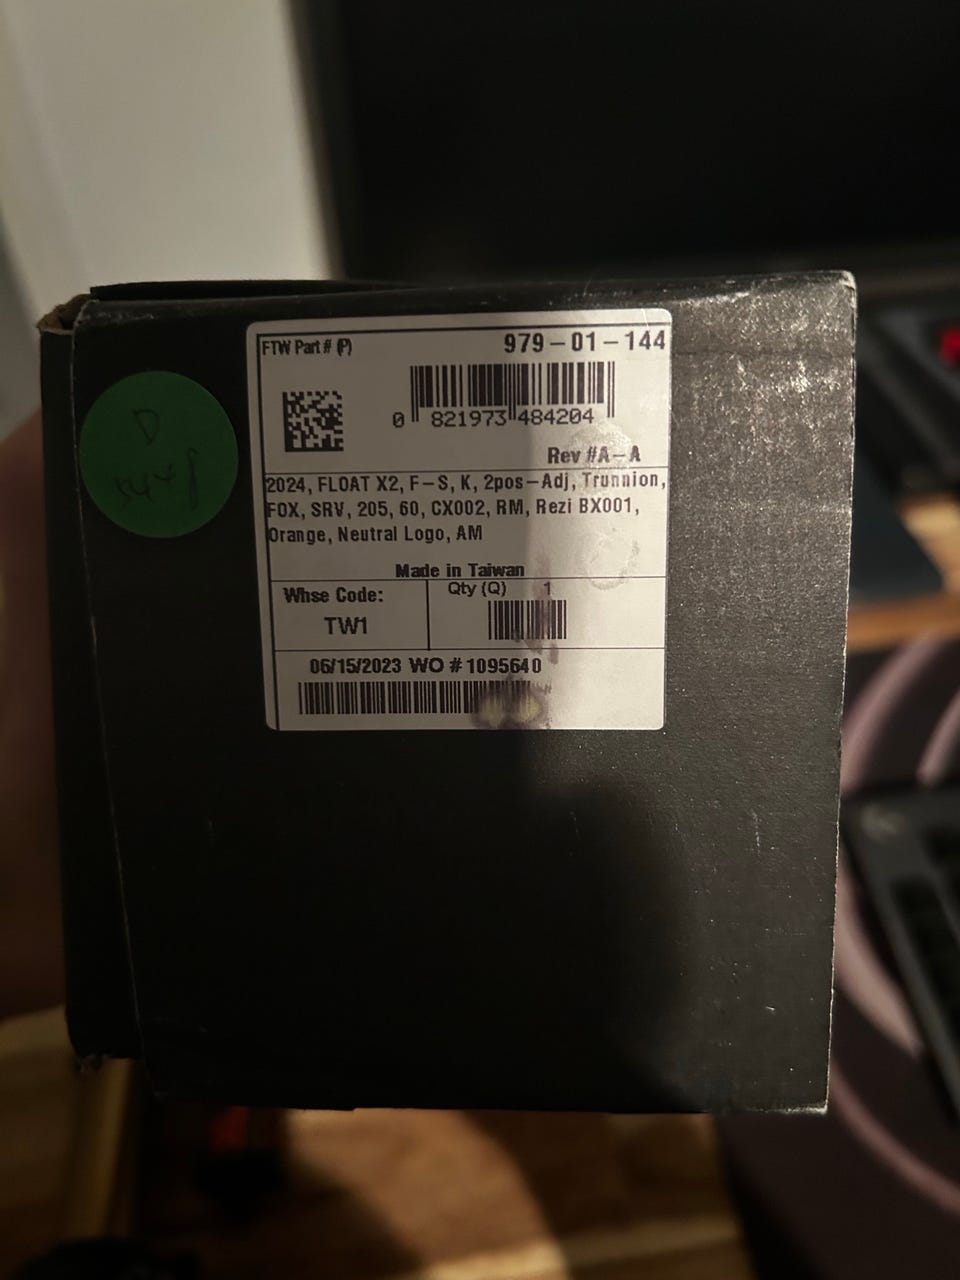 FTW Part # (P)
979-01-144
0 821973 484204
Rev #A-A
2024, FLOAT X2, F-S, K, 2pos-Adj, Trunnion,
FOX, SRV, 205, 60, CX002, RM, Rezi BX001,
Orange, Neutral Logo, AM
Made in Taiwan
Whse Code:
TW1
Qty (Q) 1
06/15/2023 WO # 1095640
D